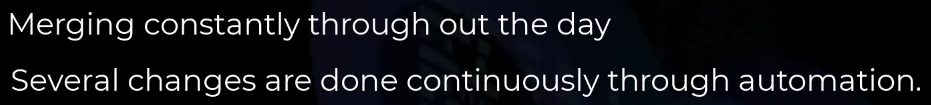 Merging constantly through out the day
Several changes are done continuously through automation.